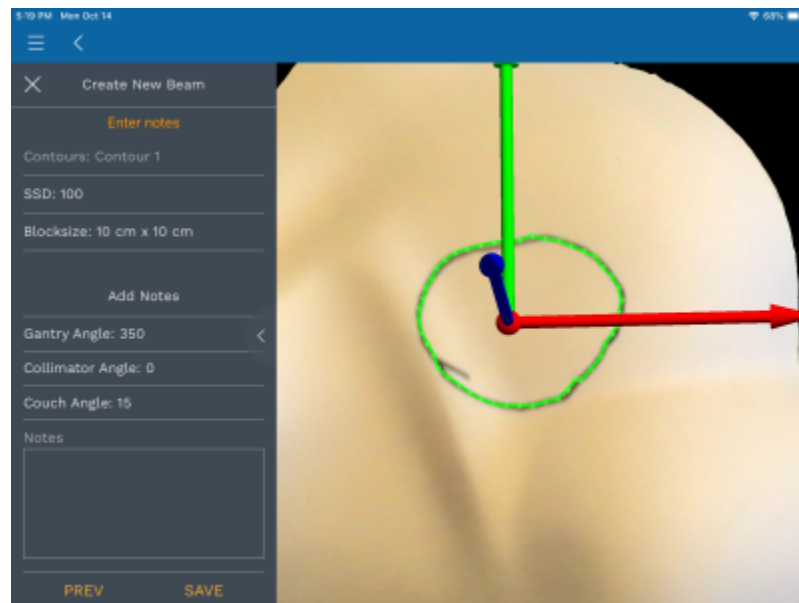 5:19 PM Mon Oct 14
68%
Create New Beam
Enter notes
Contours: Contour 1
SSD: 100
Blocksize: 10 cm x 10 cm
Add Notes
Gantry Angle: 350
Collimator Angle: 0
Couch Angle: 15
Notes
PREV SAVE